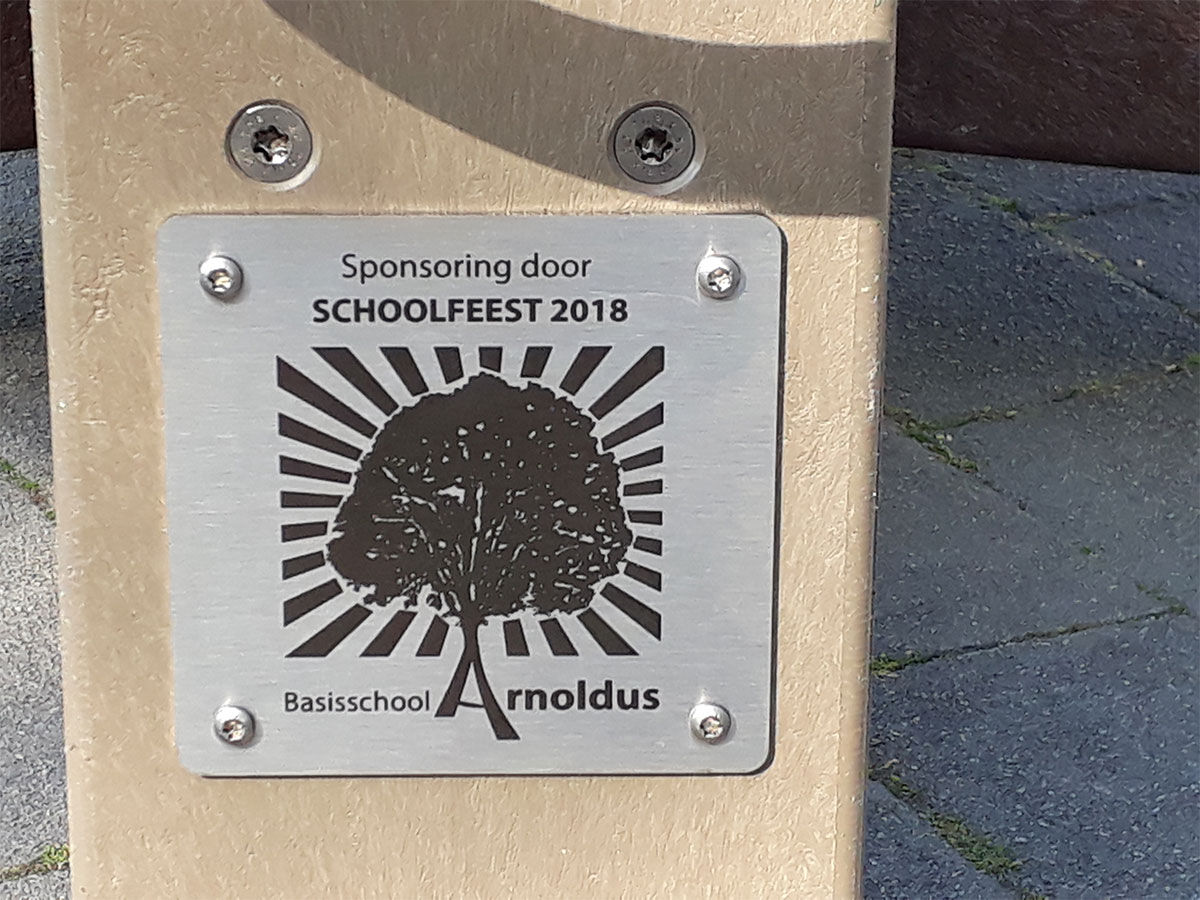 Sponsoring door
SCHOOLFEEST 2018
Basisschool Arnoldus